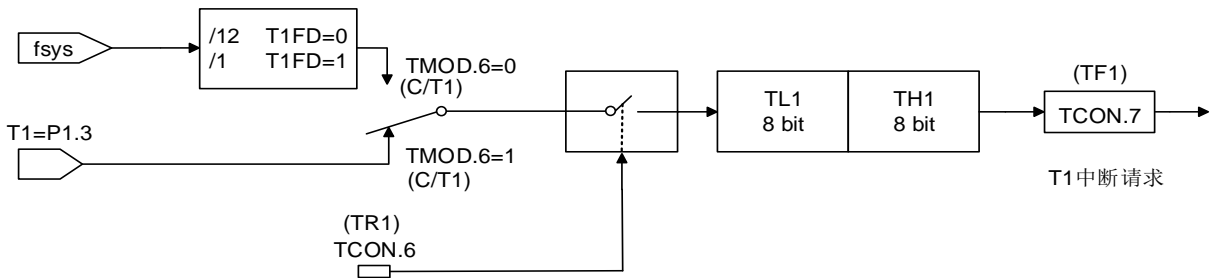 fsys
/12 T1FD=0
/1 T1FD=1
TMOD.6=0
(C/T1)
T1=P1.3
TMOD.6=1
(C/T1)
(TR1)
TCON.6
TL1
8 bit
TH1
8 bit
(TF1)
TCON.7
T1中断请求